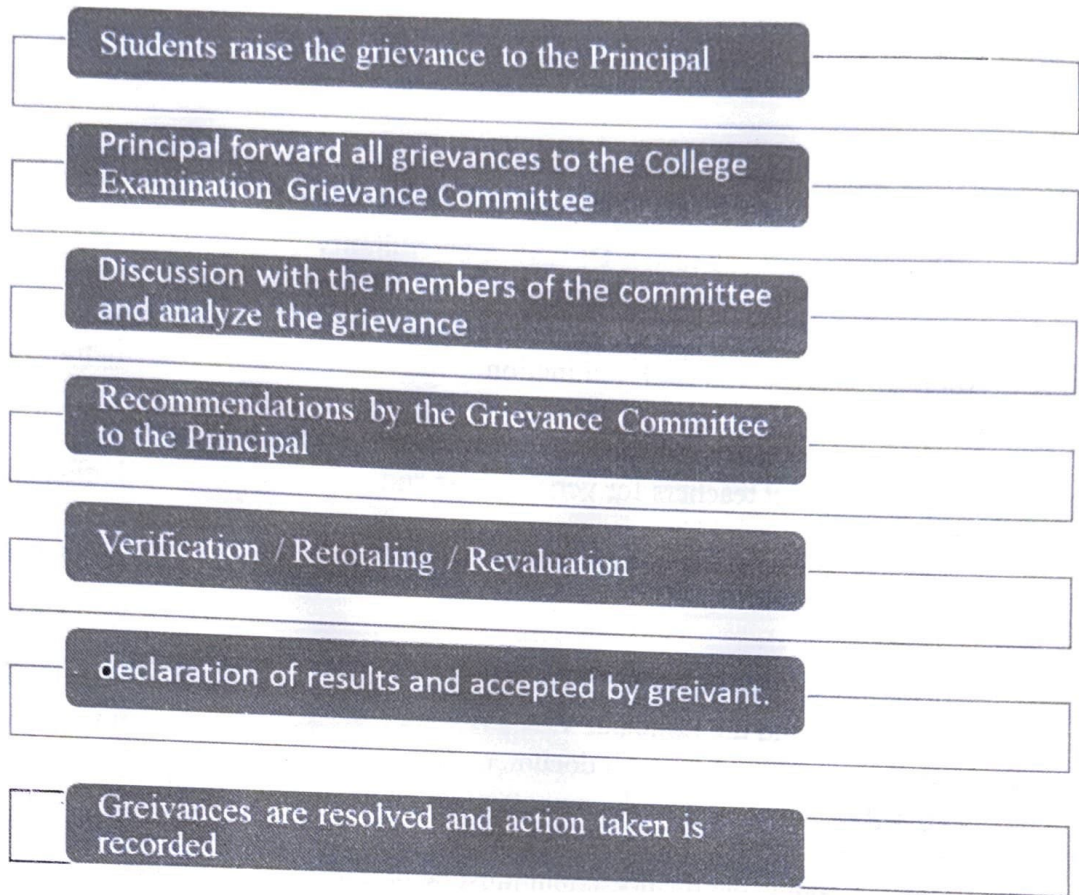 Students raise the grievance to the Principal
Principal forward all grievances to the College
Examination Grievance Committee
Discussion with the members of the committee
and analyze the grievance
Recommendations by the Grievance Committee
to the Principal
Verification / Retotaling / Revaluation
declaration of results and accepted by greivant.
Greivances are resolved and action taken is
recorded